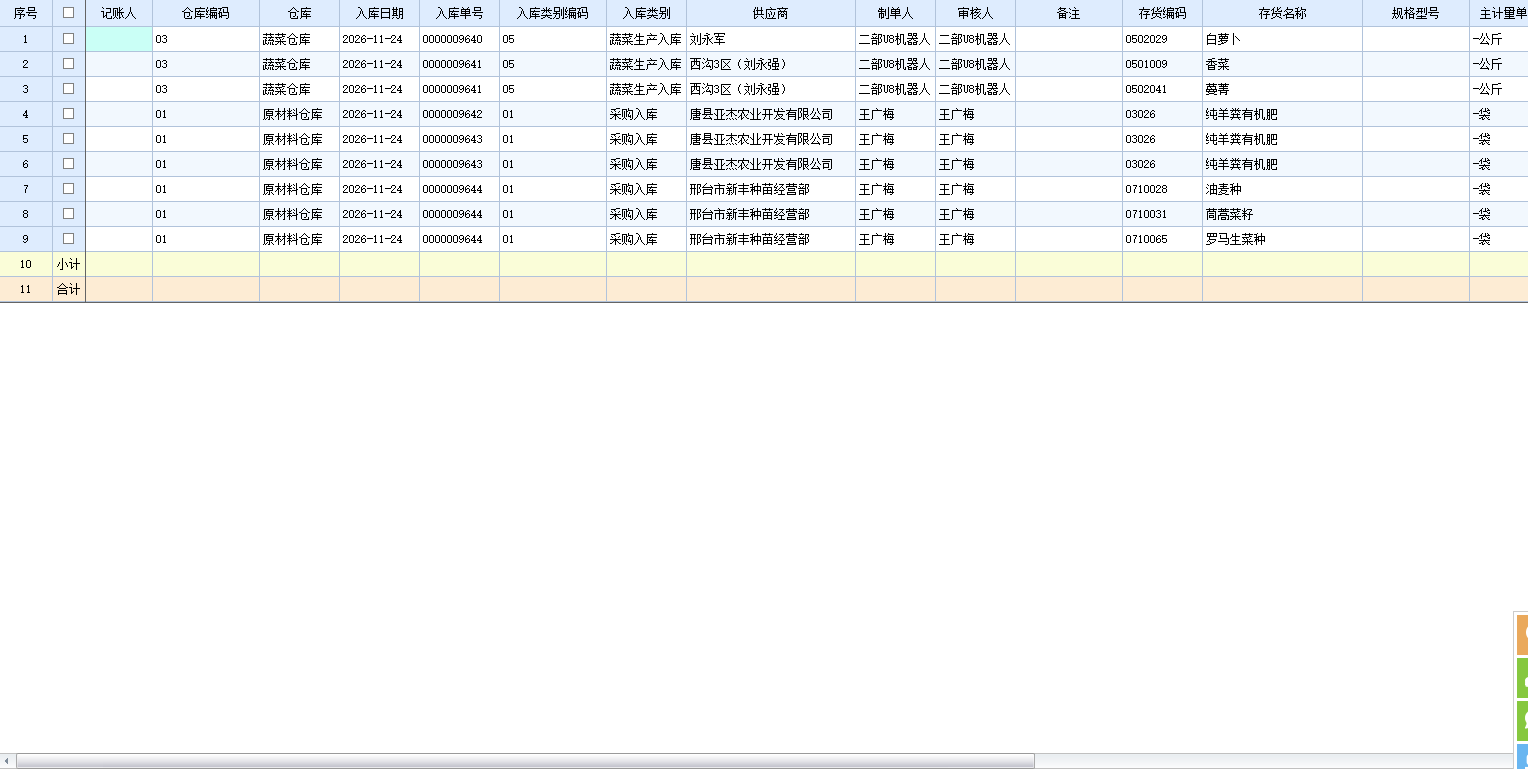 序号 记账人 仓库编码 仓库 入库日期 入库单号 入库类别编码 入库类别 供应商 制单人 审核人 备注 存货编码 存货名称 规格型号 主计量单
1 03 蔬菜仓库 2026-11-24 0000009640 05 蔬菜生产入库 刘永军 二部U8机器人 二部U8机器人 0502029 白萝卜 -公斤
2 03 蔬菜仓库 2026-11-24 0000009641 05 蔬菜生产入库 西沟3区（刘永强） 二部U8机器人 二部U8机器人 0501009 香菜 -公斤
3 03 蔬菜仓库 2026-11-24 0000009641 05 蔬菜生产入库 西沟3区（刘永强） 二部U8机器人 二部U8机器人 0502041 蔓菁 -公斤
4 01 原材料仓库 2026-11-24 0000009642 01 采购入库 唐县亚杰农业开发有限公司 王广梅 王广梅 03026 纯羊粪有机肥 -袋
5 01 原材料仓库 2026-11-24 0000009643 01 采购入库 唐县亚杰农业开发有限公司 王广梅 王广梅 03026 纯羊粪有机肥 -袋
6 01 原材料仓库 2026-11-24 0000009643 01 采购入库 唐县亚杰农业开发有限公司 王广梅 王广梅 03026 纯羊粪有机肥 -袋
7 01 原材料仓库 2026-11-24 0000009644 01 采购入库 邢台市新丰种苗经营部 王广梅 王广梅 0710028 油麦种 -袋
8 01 原材料仓库 2026-11-24 0000009644 01 采购入库 邢台市新丰种苗经营部 王广梅 王广梅 0710031 茼蒿菜籽 -袋
9 01 原材料仓库 2026-11-24 0000009644 01 采购入库 邢台市新丰种苗经营部 王广梅 王广梅 0710065 罗马生菜种 -袋
10 小计
11 合计